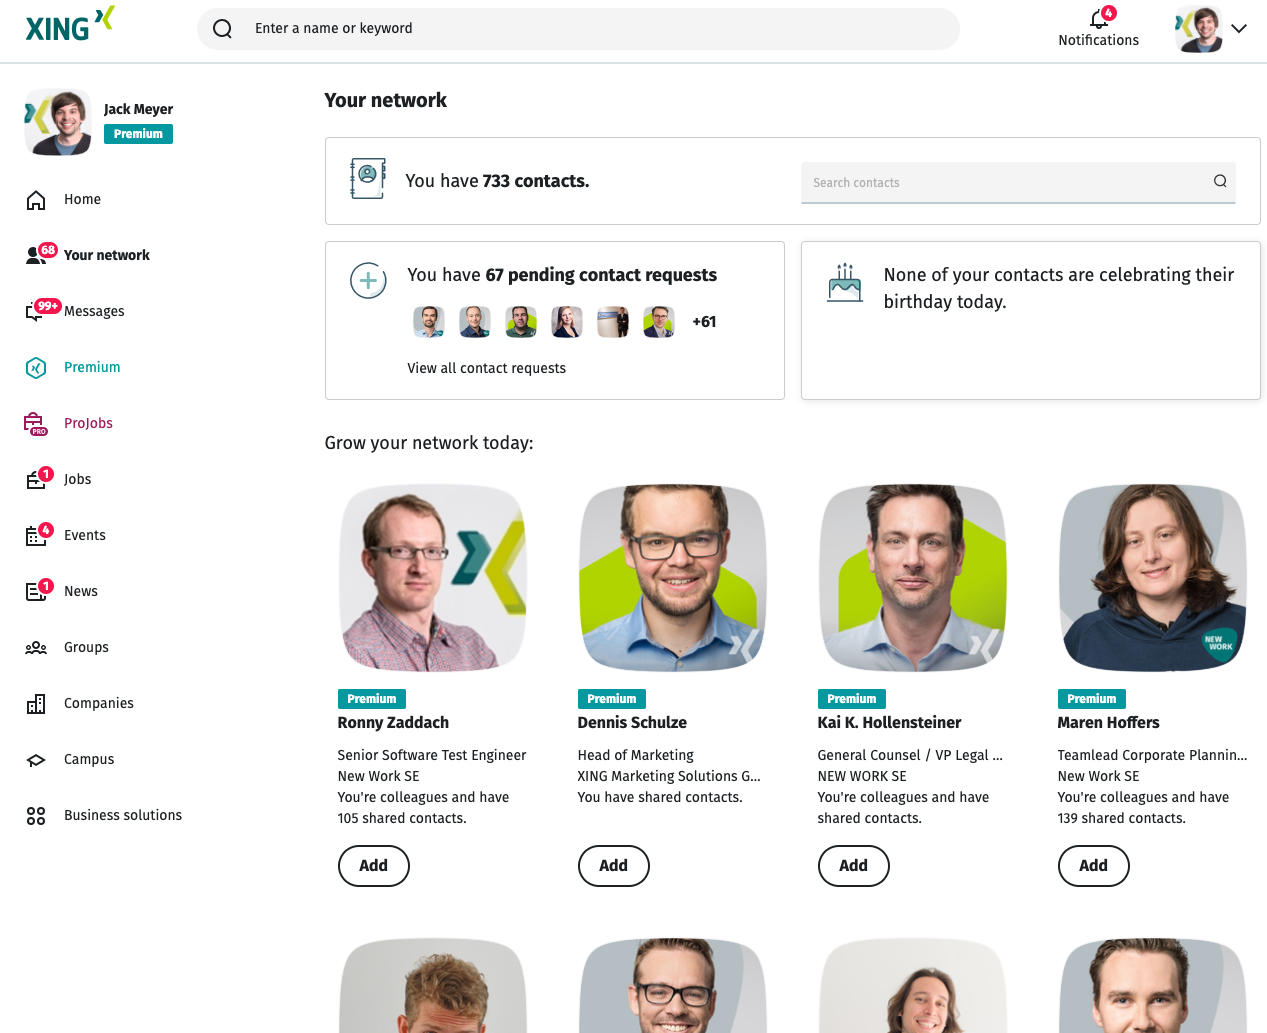 XING
Enter a name or keyword
4
Notifications
Jack Meyer
Premium
Home
68
Your network
99+
Messages
Premium
PRO
ProJobs
1
Jobs
4
Events
1
News
Groups
Companies
Campus
Business solutions
Your network
You have 733 contacts.
Search contacts
You have 67 pending contact requests
+61
View all contact requests
None of your contacts are celebrating their
birthday today.
Grow your network today:
Premium
Ronny Zaddach
Senior Software Test Engineer
New Work SE
You're colleagues and have
105 shared contacts.
Add
Premium
Dennis Schulze
Head of Marketing
XING Marketing Solutions G...
You have shared contacts.
Add
Premium
Kai K. Hollensteiner
General Counsel / VP Legal ...
NEW WORK SE
You're colleagues and have
shared contacts.
Add
NEW
WORK
Premium
Maren Hoffers
Teamlead Corporate Plannin...
New Work SE
You're colleagues and have
139 shared contacts.
Add